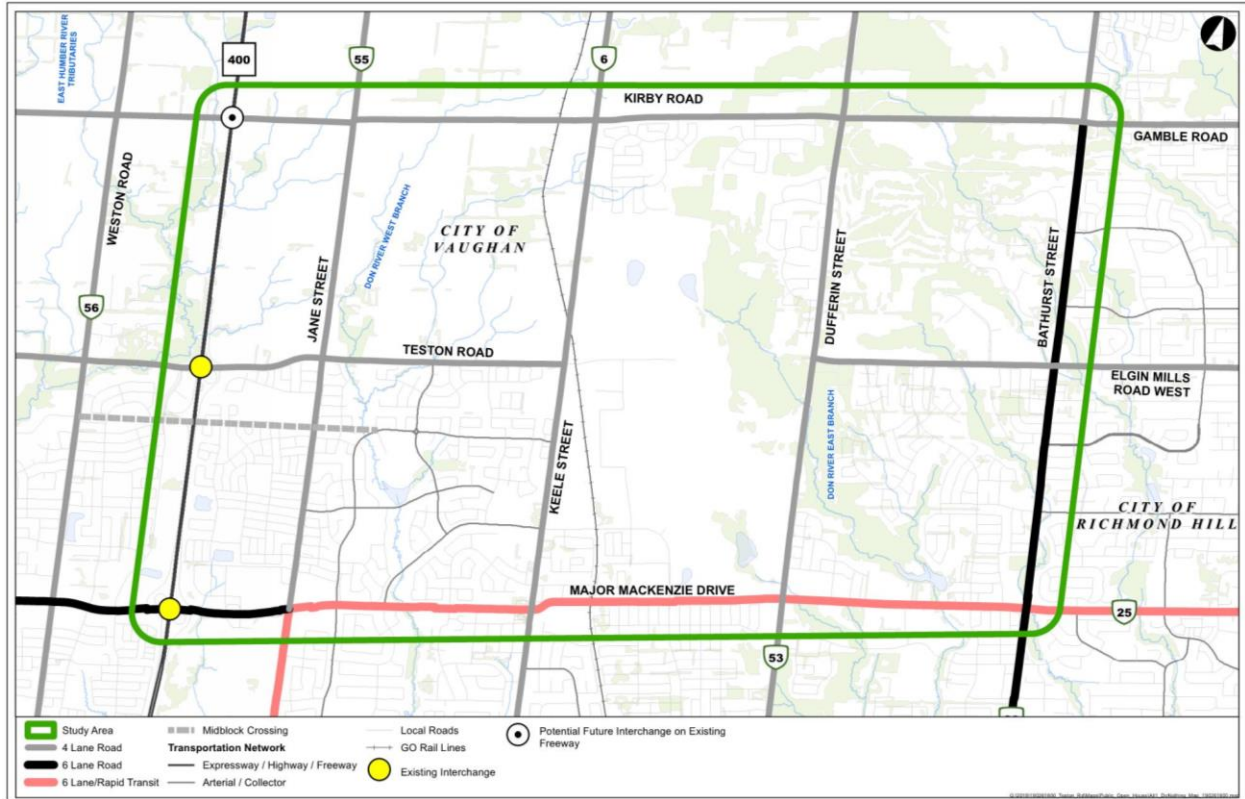 EAST HUMBER RIVER
TRIBUTARIES
400
55
6
KIRBY ROAD
GAMBLE ROAD
WESTON ROAD
DON RIVER WEST BRANCH
CITY OF
VAUGHAN
JANE STREET
DUFFERIN STREET
BATHURST STREET
56
TESTON ROAD
ELGIN MILLS
ROAD WEST
KEELE STREET
DON RIVER EAST BRANCH
CITY OF
RICHMOND HILL
MAJOR MACKENZIE DRIVE
25
53
Study Area
4 Lane Road
6 Lane Road
6 Lane/Rapid Transit
Midblock Crossing
Transportation Network
Expressway / Highway / Freeway
Arterial / Collector
Local Roads
GO Rail Lines
Existing Interchange
Potential Future Interchange on Existing
Freeway